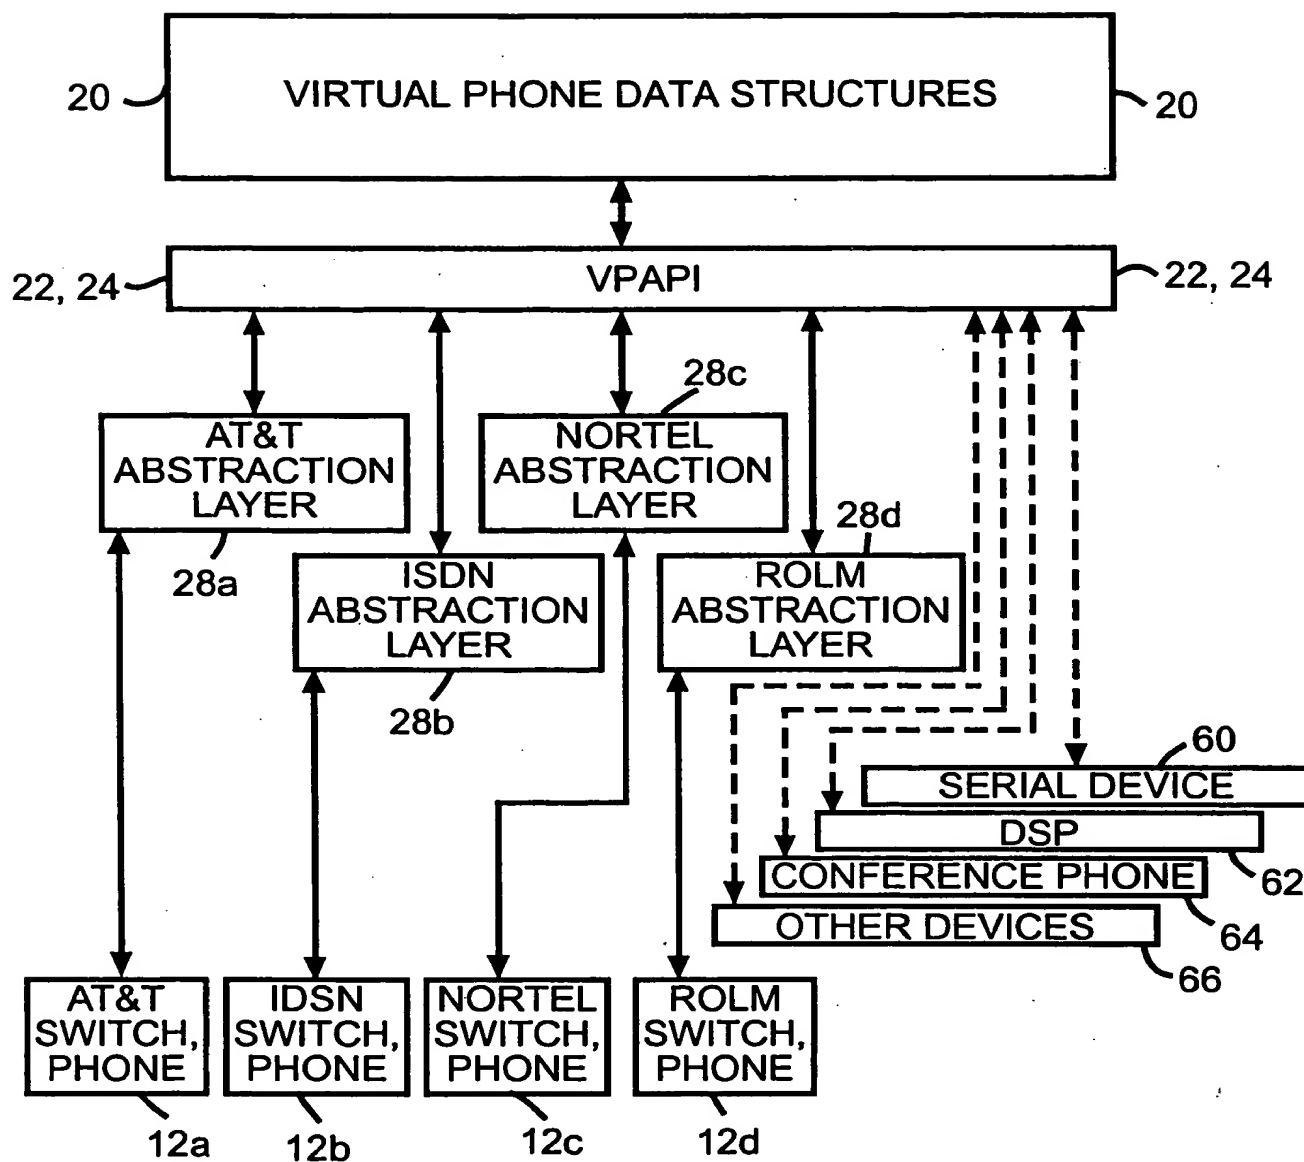 VIRTUAL PHONE DATA STRUCTURES
20
20
VPAPI
22, 24
22, 24
28c
AT&T
ABSTRACTION
LAYER
NORTEL
ABSTRACTION
LAYER
28a
28d
ISDN
ABSTRACTION
LAYER
ROLM
ABSTRACTION
LAYER
28b
60
SERIAL DEVICE
DSP
62
CONFERENCE PHONE
64
OTHER DEVICES
66
AT&T
SWITCH,
PHONE
IDSN
SWITCH,
PHONE
NORTEL
SWITCH,
PHONE
ROLM
SWITCH,
PHONE
12a
12b
12c
12d